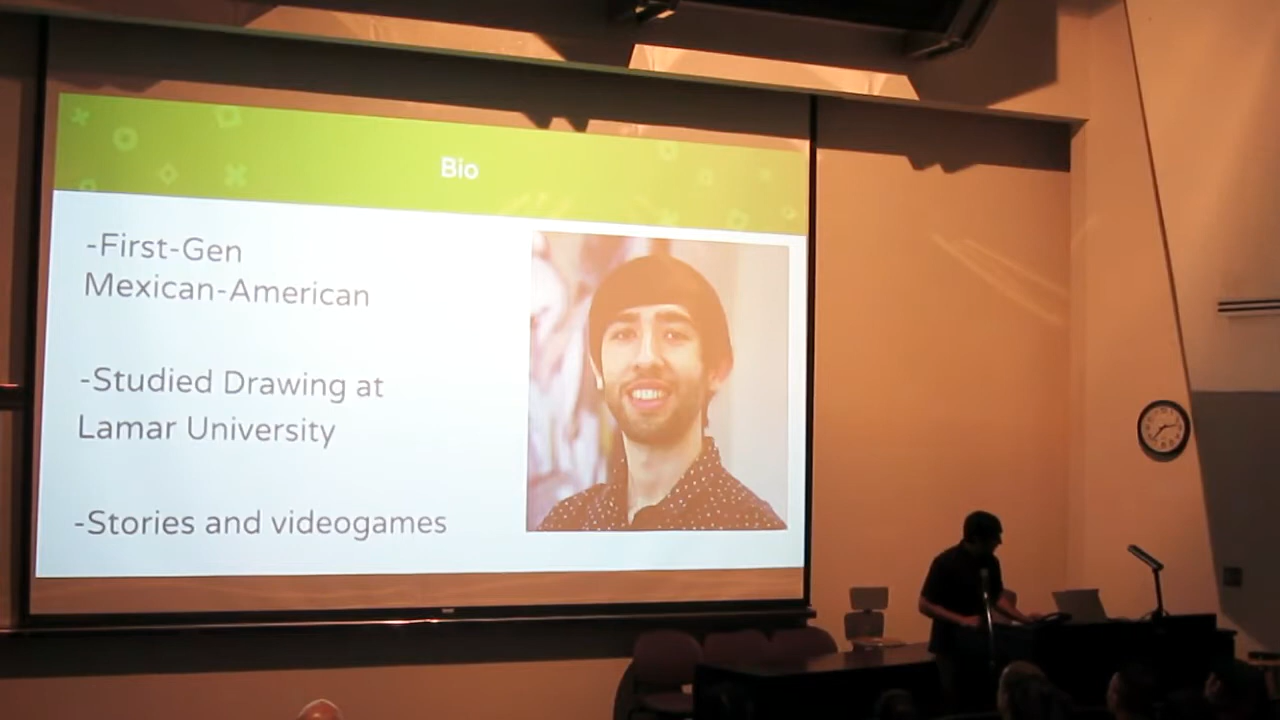 Bio
-First-Gen
Mexican-American
-Studied Drawing at
Lamar University
-Stories and videogames